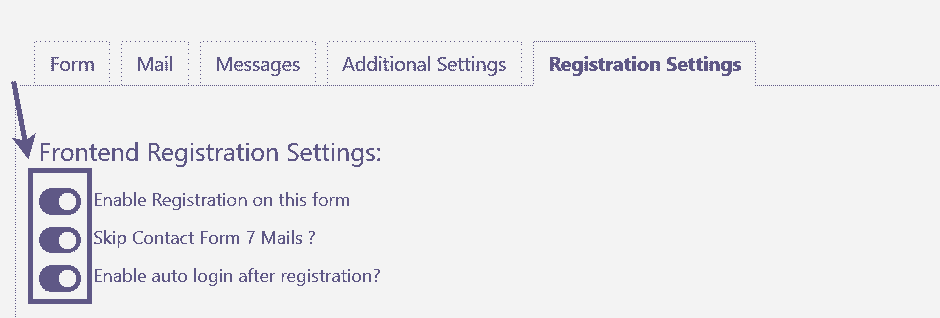 Form Mail Messages Additional Settings Registration Settings
Frontend Registration Settings:
Enable Registration on this form
Skip Contact Form 7 Mails ?
Enable auto login after registration?